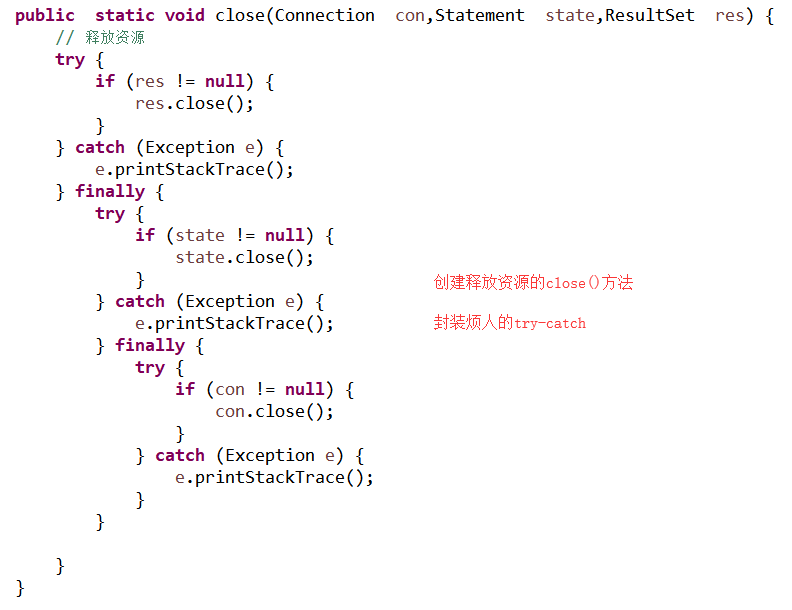 public  static void close(Connection  con,Statement  state,ResultSet  res) {
    // 释放资源
    try {
        if (res != null) {
            res.close();
        }
    } catch (Exception e) {
        e.printStackTrace();
    } finally {
        try {
            if (state != null) {
                state.close();
            }
创建释放资源的close()方法
        } catch (Exception e) {
            e.printStackTrace();
封装烦人的try-catch
        } finally {
            try {
                if (con != null) {
                    con.close();
                }
            } catch (Exception e) {
                e.printStackTrace();
            }
        }
    }
}